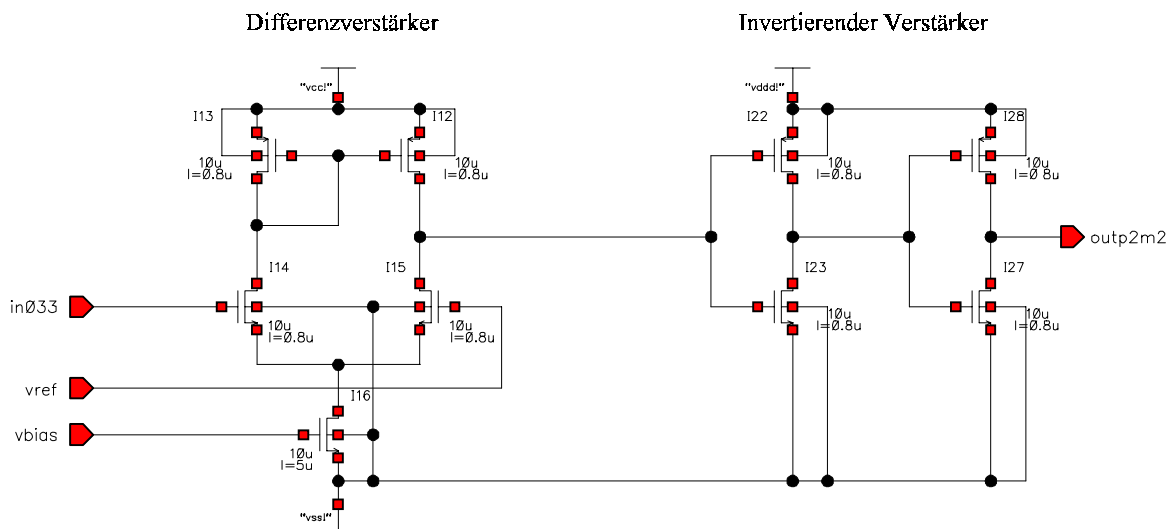 Differenzverstärker
Invertierender Verstärker
"vcc!"
"vddd!"
I13
I12
I22
I28
10u
l=0.8u
10u
l=0.8u
10u
l=0.8u
10u
l=0 8u
outp2m2
I14
I15
I23
I27
in033
10u
l=0.8u
10u
l=0.8u
10u
l=0.8u
10u
l=0.8u
vref
I16
vbias
10u
l=5u
"vss!"